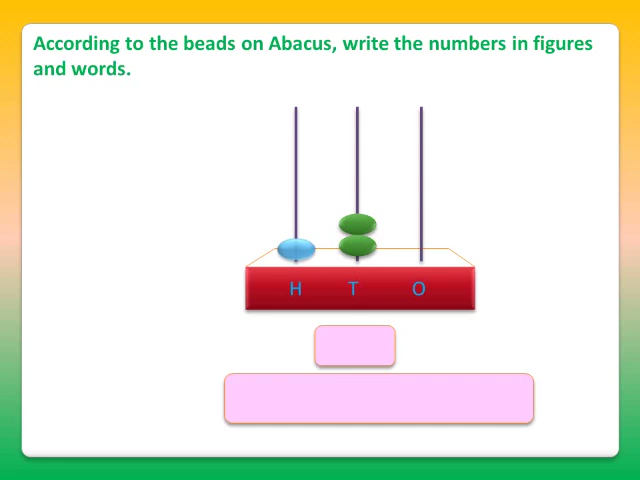 According to the beads on Abacus, write the numbers in figures
and words.
H T O